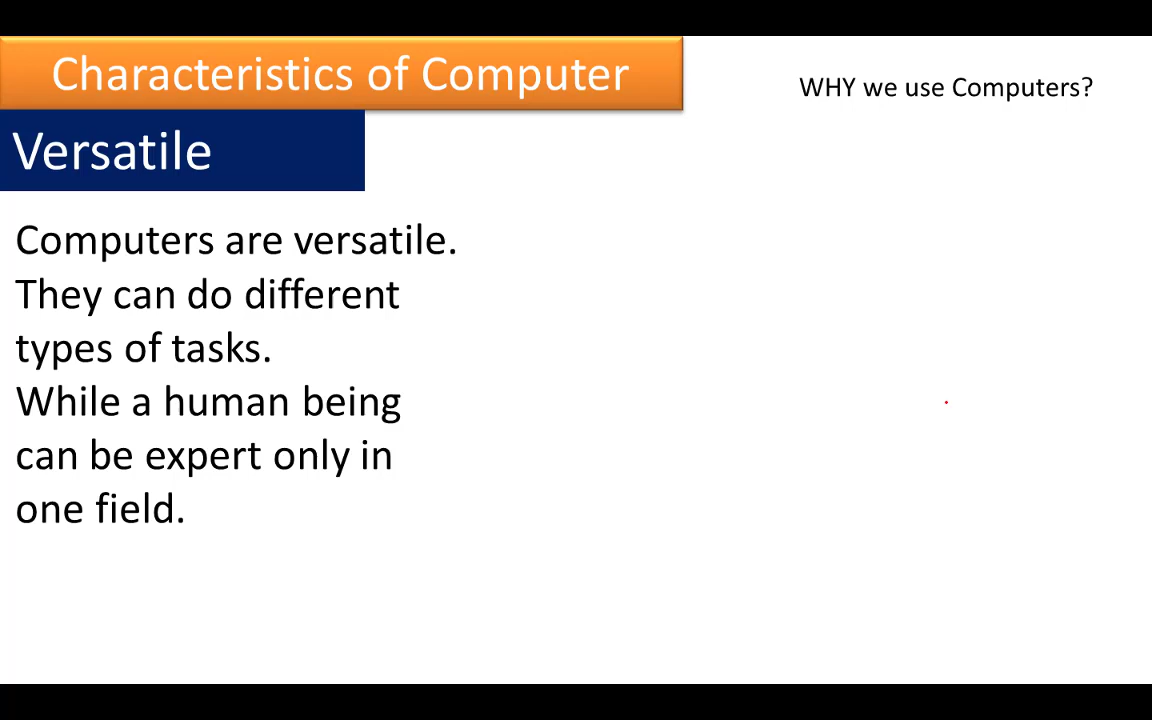 Characteristics of Computer
WHY we use Computers?
Versatile
Computers are versatile.
They can do different
types of tasks.
While a human being
can be expert only in
one field.